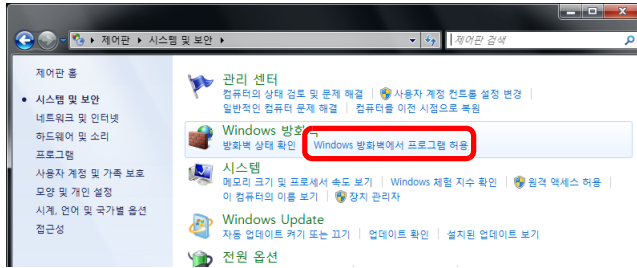 제어판 ▸ 시스템 및 보안 ▸
제어판 검색
제어판 홈
시스템 및 보안
네트워크 및 인터넷
하드웨어 및 소리
프로그램
사용자 계정 및 가족 보호
모양 및 개인 설정
시계, 언어 및 국가별 옵션
접근성
관리 센터
컴퓨터의 상태 검토 및 문제 해결 사용자 계정 컨트롤 설정 변경
일반적인 컴퓨터 문제 해결 컴퓨터를 이전 시점으로 복원
Windows 방화벽
방화벽 상태 확인 Windows 방화벽에서 프로그램 허용
시스템
메모리 크기 및 프로세서 속도 보기 Windows 체험 지수 확인 원격 액세스 허용
이 컴퓨터의 이름 보기 장치 관리자
Windows Update
자동 업데이트 켜기 또는 끄기 업데이트 확인 설치된 업데이트 보기
전원 옵션